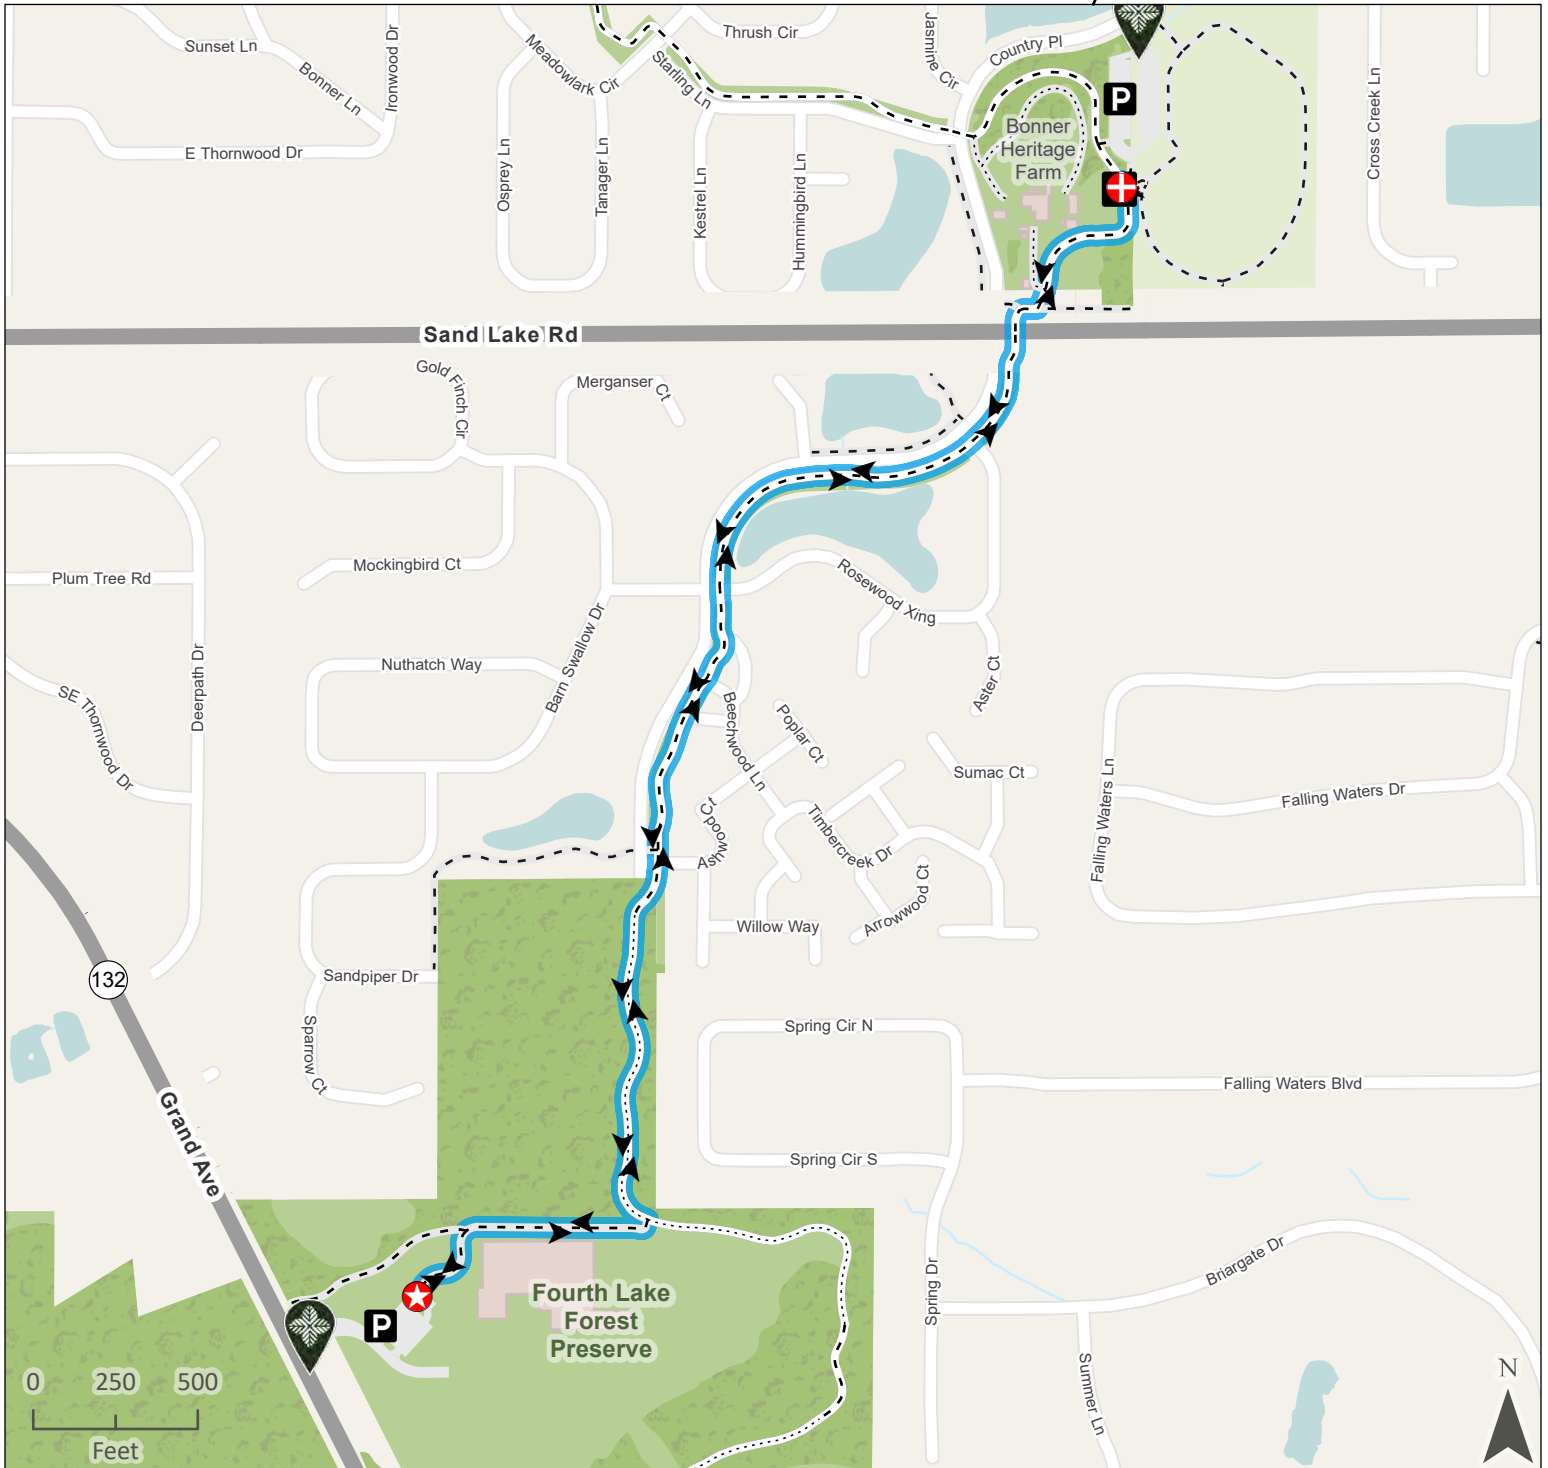 Sunset Ln
Bonner Ln
Ironwood Dr
E Thornwood Dr
Meadowlark Cir
Thrush Cir
Starling Ln
Osprey Ln
Tanager Ln
Kestrel Ln
Hummingbird Ln
Jasmine Cir
Country Pl
P
Bonner
Heritage
Farm
Cross Creek Ln
Sand Lake Rd
Gold Finch Cir
Merganser Ct
Mockingbird Ct
Plum Tree Rd
Rosewood Xing
Barn Swallow Dr
Nuthatch Way
Deerpath Dr
SE Thornwood Dr
Aster Ct
Beechwood Ln
Poplar Ct
Sumac Ct
Falling Waters Ln
Falling Waters Dr
Ashwood Ct
Timbercreek Dr
Arrowwood Ct
Willow Way
Sandpiper Dr
132
Sparrow Ct
Spring Cir N
Falling Waters Blvd
Grand Ave
Spring Cir S
Spring Dr
Briargate Dr
Fourth Lake
Forest
Preserve
P
Summer Ln
0 250 500
Feet
N